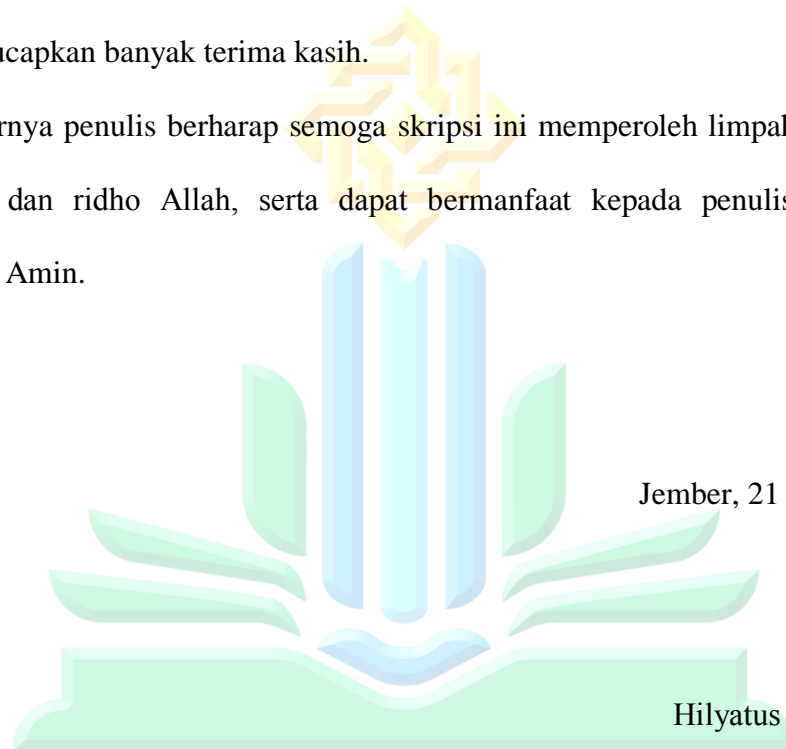 ucapkan banyak terima kasih.
rnya penulis berharap semoga skripsi ini memperoleh limpal
dan ridho Allah, serta dapat bermanfaat kepada penulis
Amin.
Jember, 21
Hilyatus